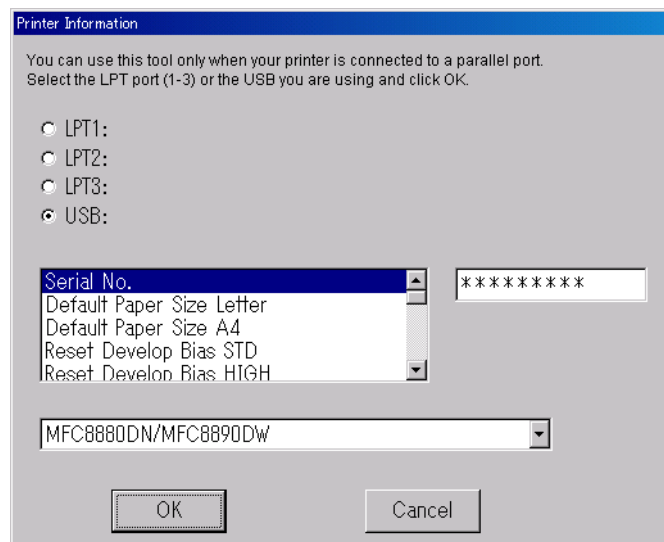 Printer Information
You can use this tool only when your printer is connected to a parallel port.
Select the LPT port (1-3) or the USB you are using and click OK.
LPT1:
LPT2:
LPT3:
USB:
Serial No.
*********
Default Paper Size Letter
Default Paper Size A4
Reset Develop Bias STD
Reset Develop Bias HIGH
MFC8880DN/MFC8890DW
OK
Cancel